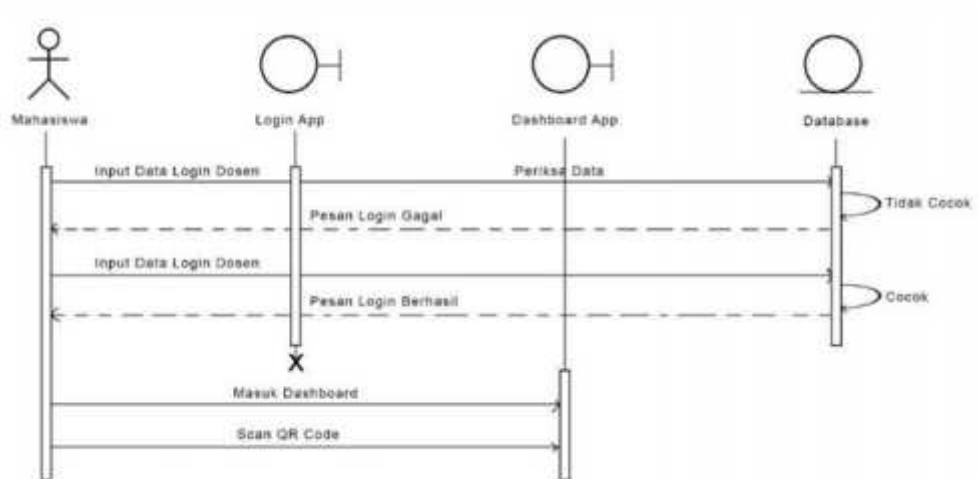 Mahasiswa
Login App
Dashboard App
Database
Input Data Login Dosen
Periksa Data
Tidak Cocok
Pesan Login Gagal
Input Data Login Dosen
Cocok
Pesan Login Berhasil
X
Masuk Dashboard
Scan QR Code